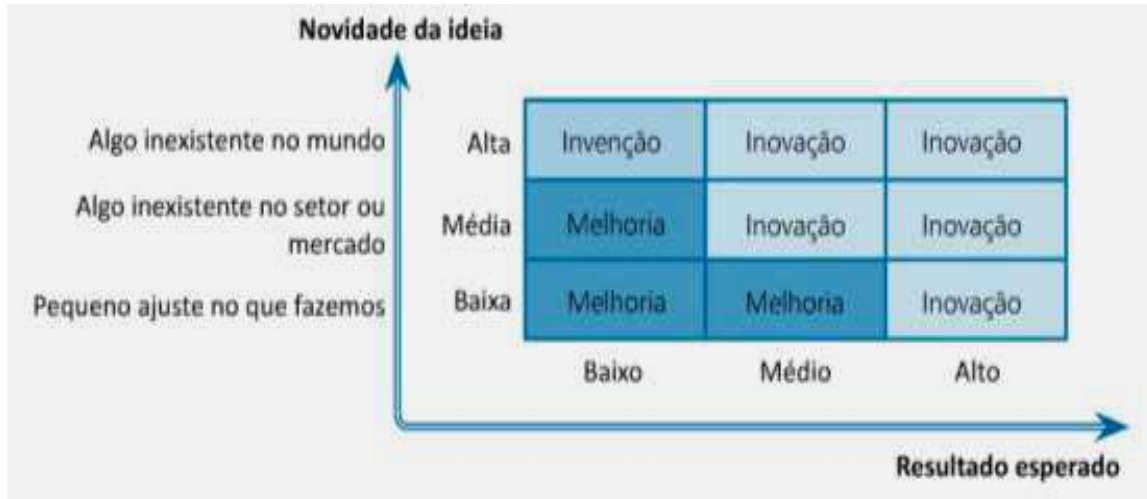 Novidade da ideia
Algo inexistente no mundo Alta Invenção Inovação Inovação
Algo inexistente no setor ou
mercado Média Melhoria Inovação Inovação
Pequeno ajuste no que fazemos Baixa Melhoria Melhoria Inovação
Baixo Médio Alto
Resultado esperado